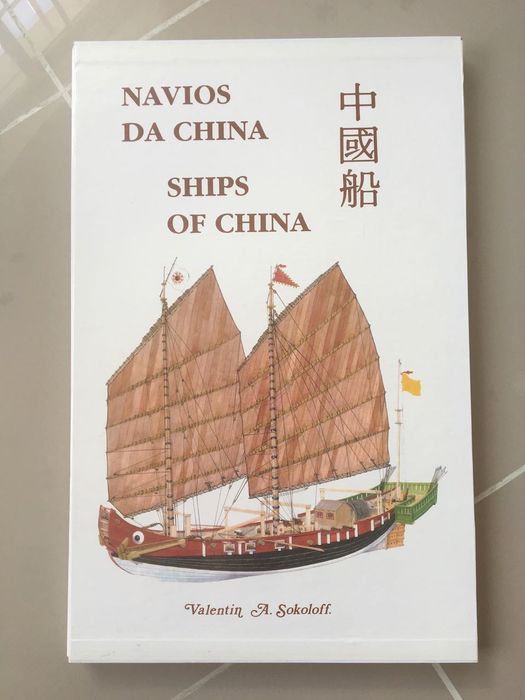 NAVIOS
DA CHINA
中國船
SHIPS
OF CHINA
Valentin A. Sokoloff.